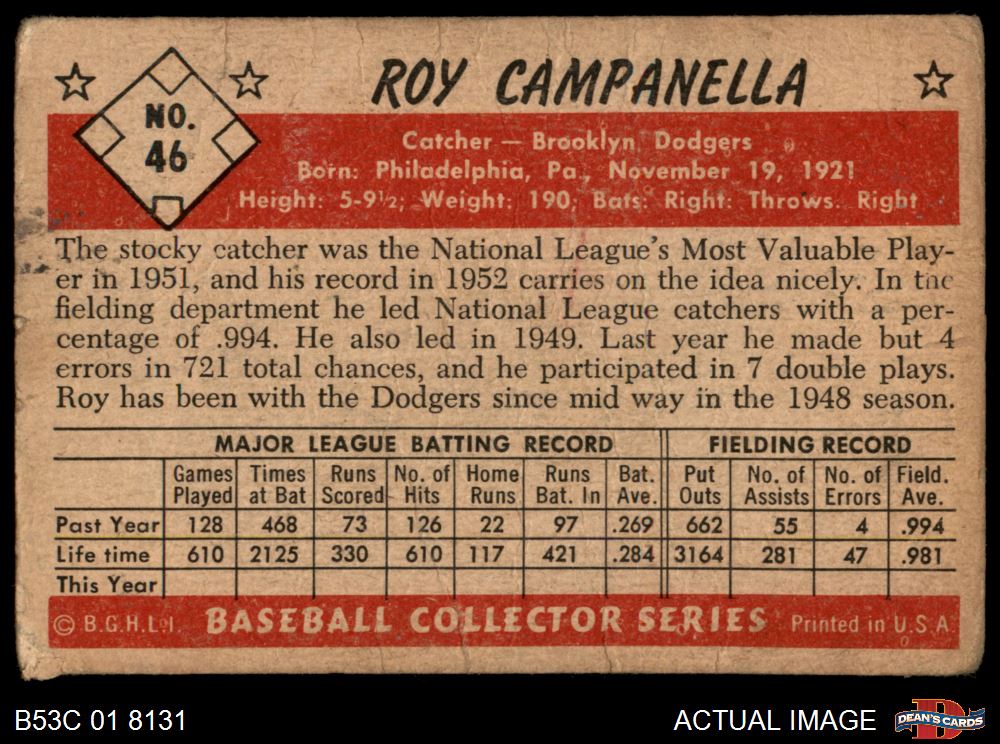 ROY CAMPANELLA
NO.
46
Catcher — Brooklyn Dodgers
Born: Philadelphia, Pa., November 19, 1921
Height: 5-9½; Weight: 190; Bats: Right: Throws. Right
The stocky catcher was the National League's Most Valuable Play-
er in 1951, and his record in 1952 carries on the idea nicely. In the
fielding department he led National League catchers with a per-
centage of .994. He also led in 1949. Last year he made but 4
errors in 721 total chances, and he participated in 7 double plays.
Roy has been with the Dodgers since mid way in the 1948 season.
MAJOR LEAGUE BATTING RECORD FIELDING RECORD
Games Times Runs No. of Home Runs Bat. Put No. of No. of Field.
Played at Bat Scored Hits Runs Bat. In Ave. Outs Assists Errors Ave.
Past Year 128 468 73 126 22 97 .269 662 55 4 .994
Life time 610 2125 330 610 117 421 .284 3164 281 47 .981
This Year
© B.G.H.L.I. BASEBALL COLLECTOR SERIES Printed in U.S.A.
B53C 01 8131 ACTUAL IMAGE DEAN'S CARDS